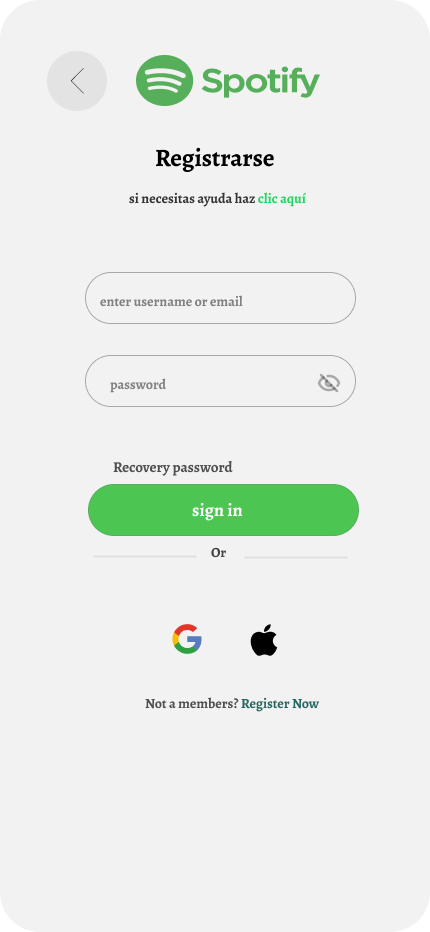 Spotify
Registrarse
si necesitas ayuda haz clic aquí
enter username or email
password
Recovery password
sign in
Or
Not a members? Register Now